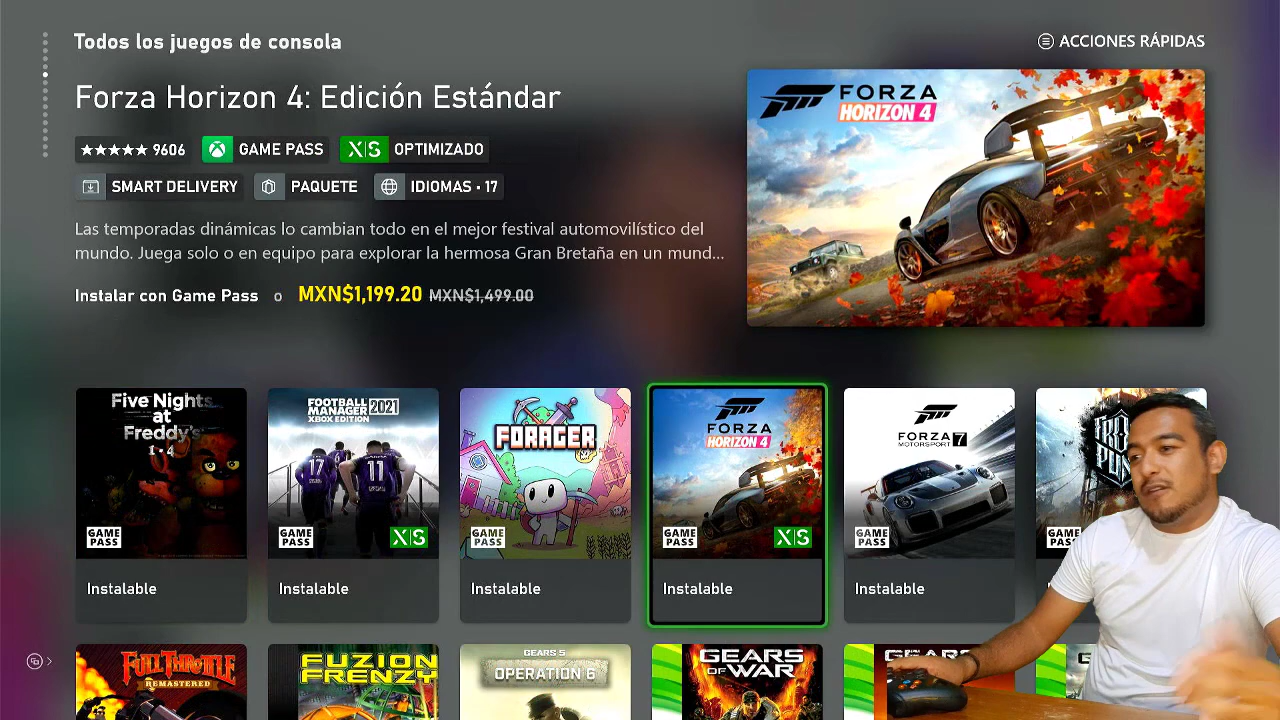 Todos los juegos de consola
ACCIONES RÁPIDAS
Forza Horizon 4: Edición Estándar
★★★★★ 9606
GAME PASS
X|S OPTIMIZADO
SMART DELIVERY
PAQUETE
IDIOMAS • 17
Las temporadas dinámicas lo cambian todo en el mejor festival automovilístico del
mundo. Juega solo o en equipo para explorar la hermosa Gran Bretaña en un mund...
Instalar con Game Pass o MXN$1,199.20 MXN$1,499.00
FORZA
HORIZON 4
Five Nights
at
Freddy's
1 • 4
GAME
PASS
Instalable
FOOTBALL
MANAGER 2021
XBOX EDITION
17
11
GAME
PASS
X|S
Instalable
FORAGER
GAME
PASS
Instalable
FORZA
HORIZON 4
GAME
PASS
X|S
Instalable
FORZA
MOTORSPORT 7
GAME
PASS
Instalable
GAME
PASS
FULL THROTTLE
REMASTERED
FUZION
FRENZY
GEARS 5
OPERATION 6
GEARS
OF WAR